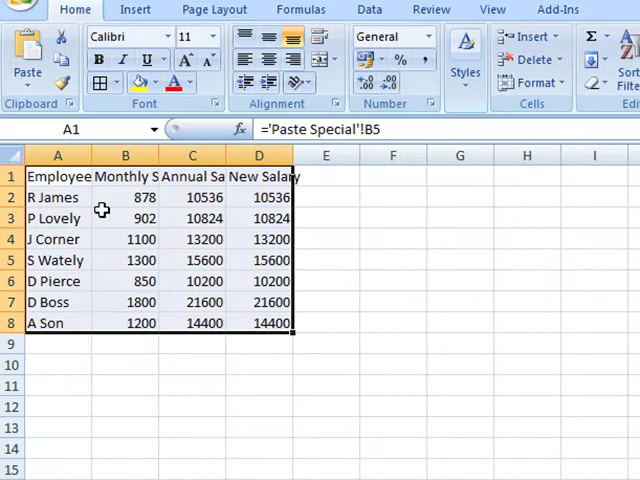 Home Insert Page Layout Formulas Data Review View Add-Ins
Calibri 11 General Insert Σ
Paste B I U A A % , Styles Delete Sort
A Format Filte
Clipboard Font Alignment Number Cells Edi
A1 fx ='Paste Special'!B5
A B C D E F G H I
1 Employee Monthly S Annual Sa New Salary
2 R James 878 10536 10536
3 P Lovely 902 10824 10824
4 J Corner 1100 13200 13200
5 S Wately 1300 15600 15600
6 D Pierce 850 10200 10200
7 D Boss 1800 21600 21600
8 A Son 1200 14400 14400
9
10
11
12
13
14
15